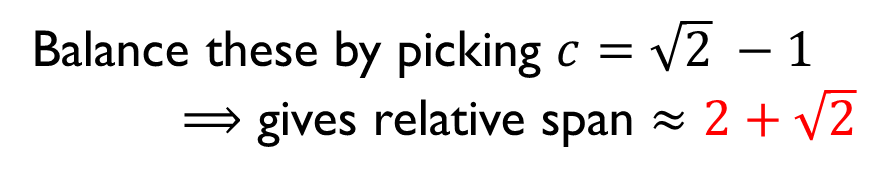 Balance these by picking c = √2 − 1
⟹ gives relative span ≈ 2 + √2